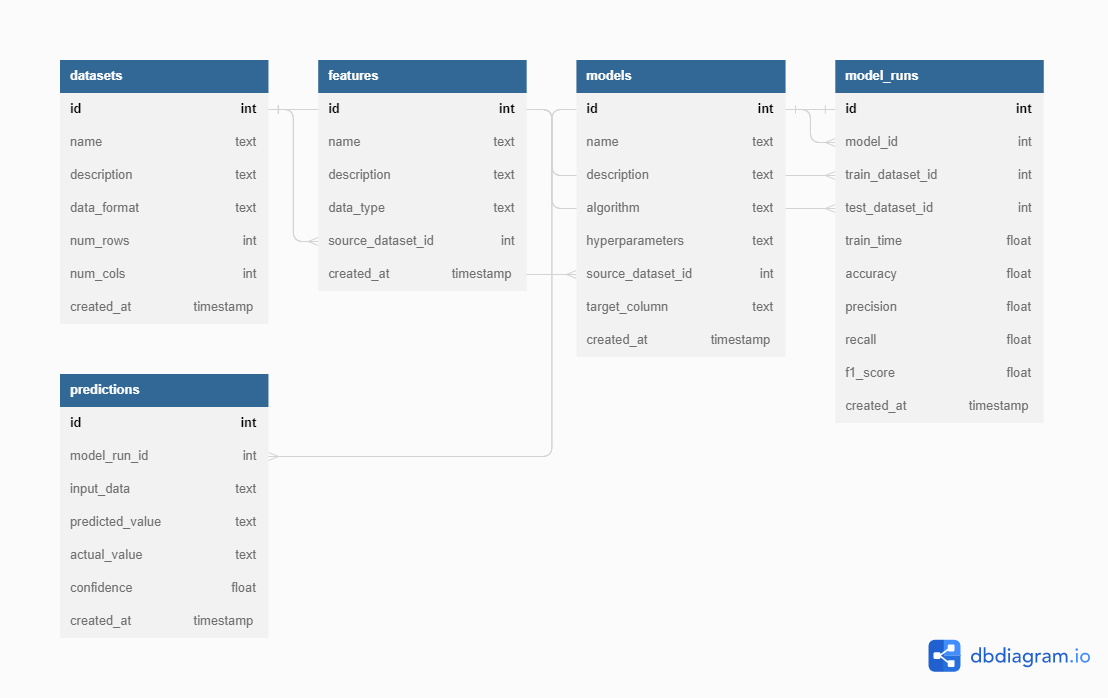 datasets
id int
name text
description text
data_format text
num_rows int
num_cols int
created_at timestamp
features
id int
name text
description text
data_type text
source_dataset_id int
created_at timestamp
models
id int
name text
description text
algorithm text
hyperparameters text
source_dataset_id int
target_column text
created_at timestamp
model_runs
id int
model_id int
train_dataset_id int
test_dataset_id int
train_time float
accuracy float
precision float
recall float
f1_score float
created_at timestamp
predictions
id int
model_run_id int
input_data text
predicted_value text
actual_value text
confidence float
created_at timestamp
dbdiagram.io